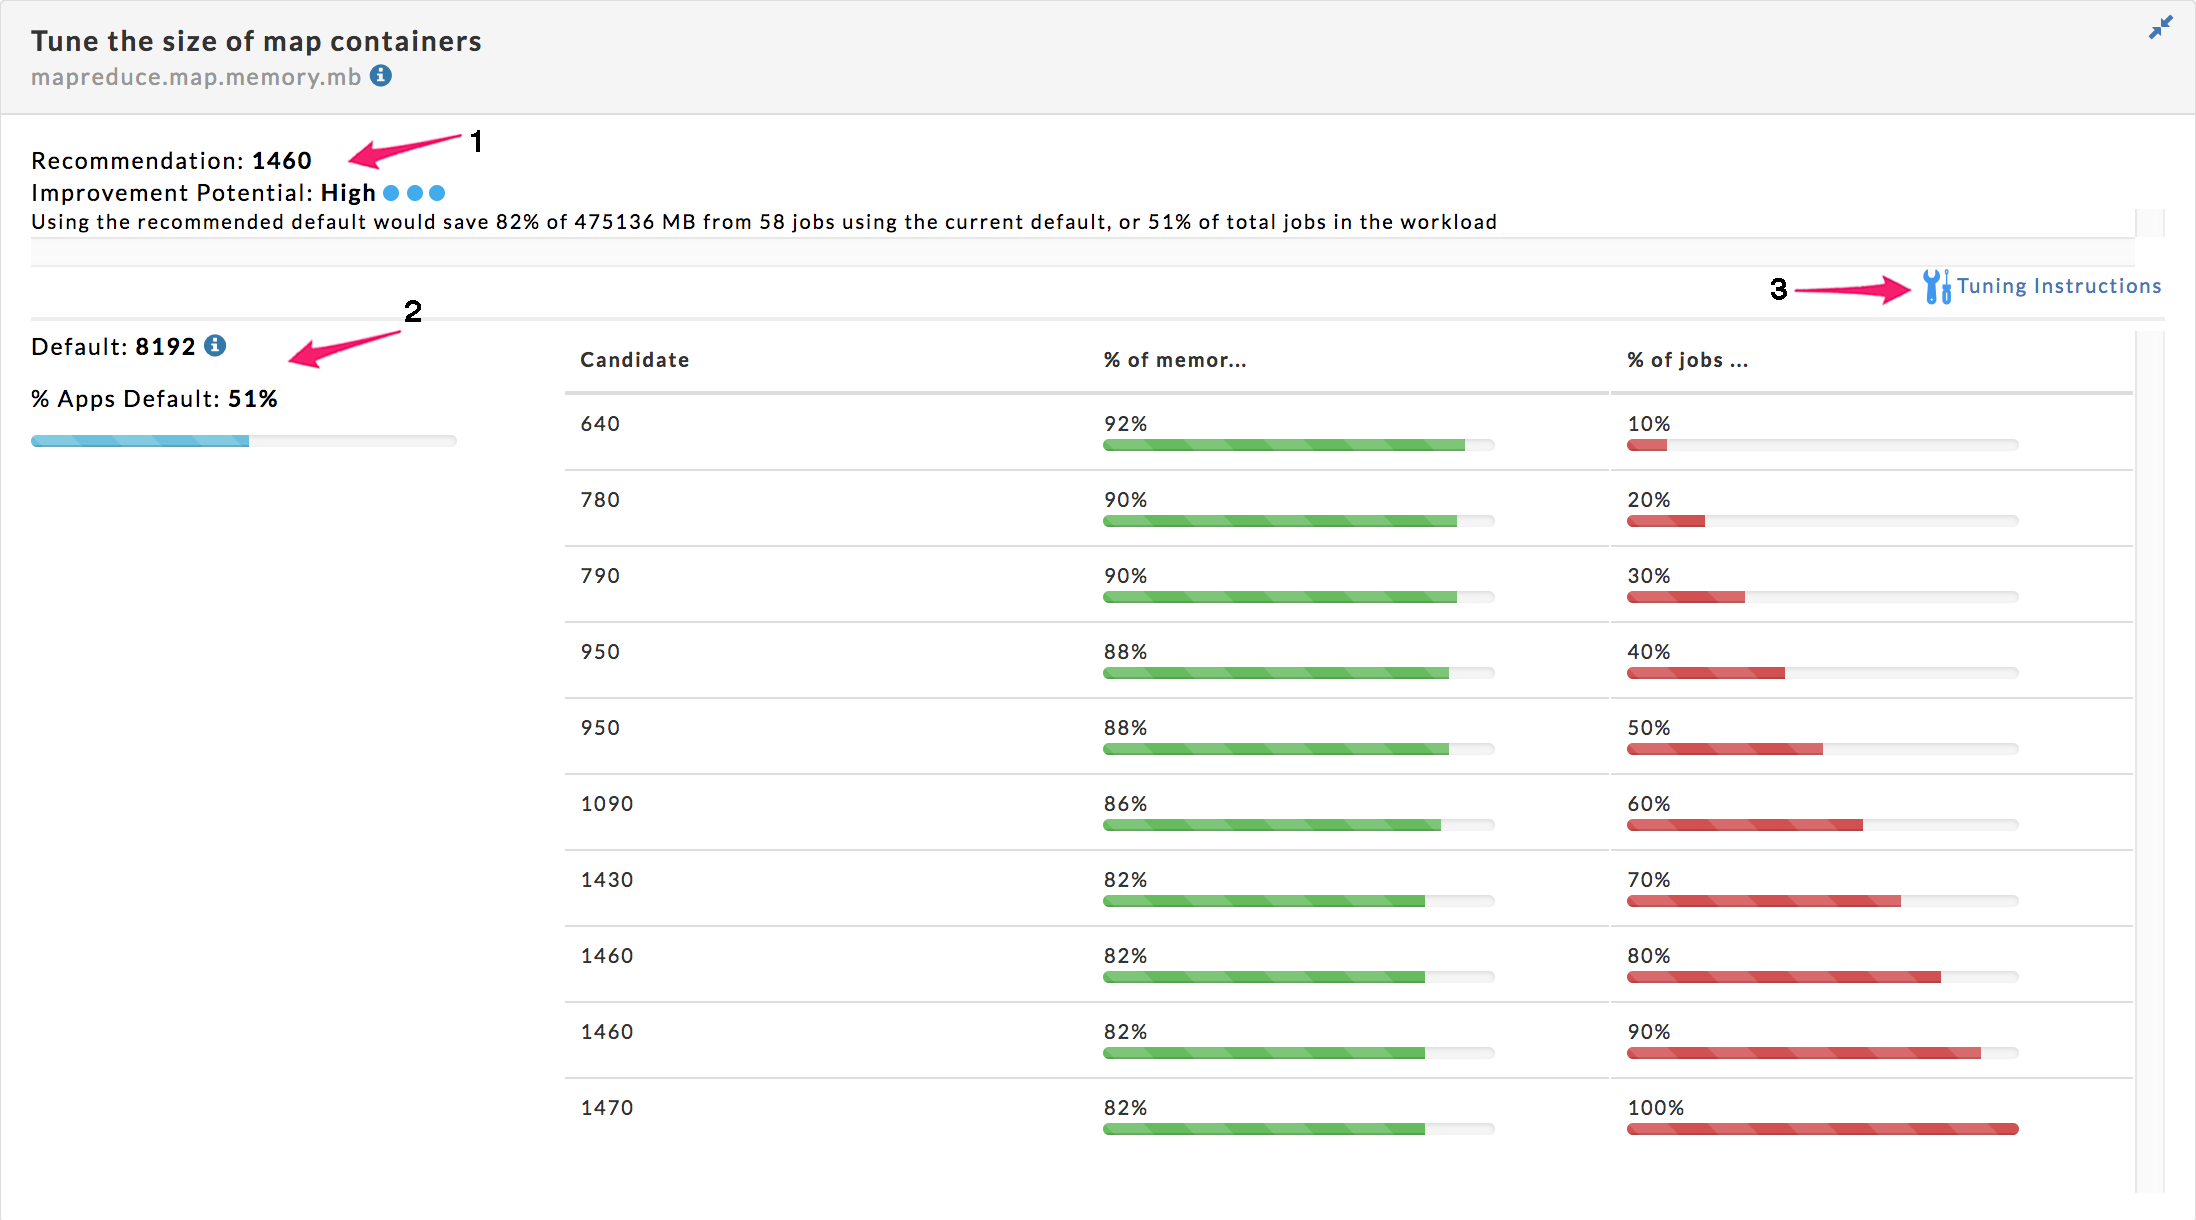 Tune the size of map containers
mapreduce.map.memory.mb
Recommendation: 1460
1
Improvement Potential: High
Using the recommended default would save 82% of 475136 MB from 58 jobs using the current default, or 51% of total jobs in the workload
3
Tuning Instructions
2
Default: 8192
% Apps Default: 51%
Candidate % of memor... % of jobs ...
640 92% 10%
780 90% 20%
790 90% 30%
950 88% 40%
950 88% 50%
1090 86% 60%
1430 82% 70%
1460 82% 80%
1460 82% 90%
1470 82% 100%